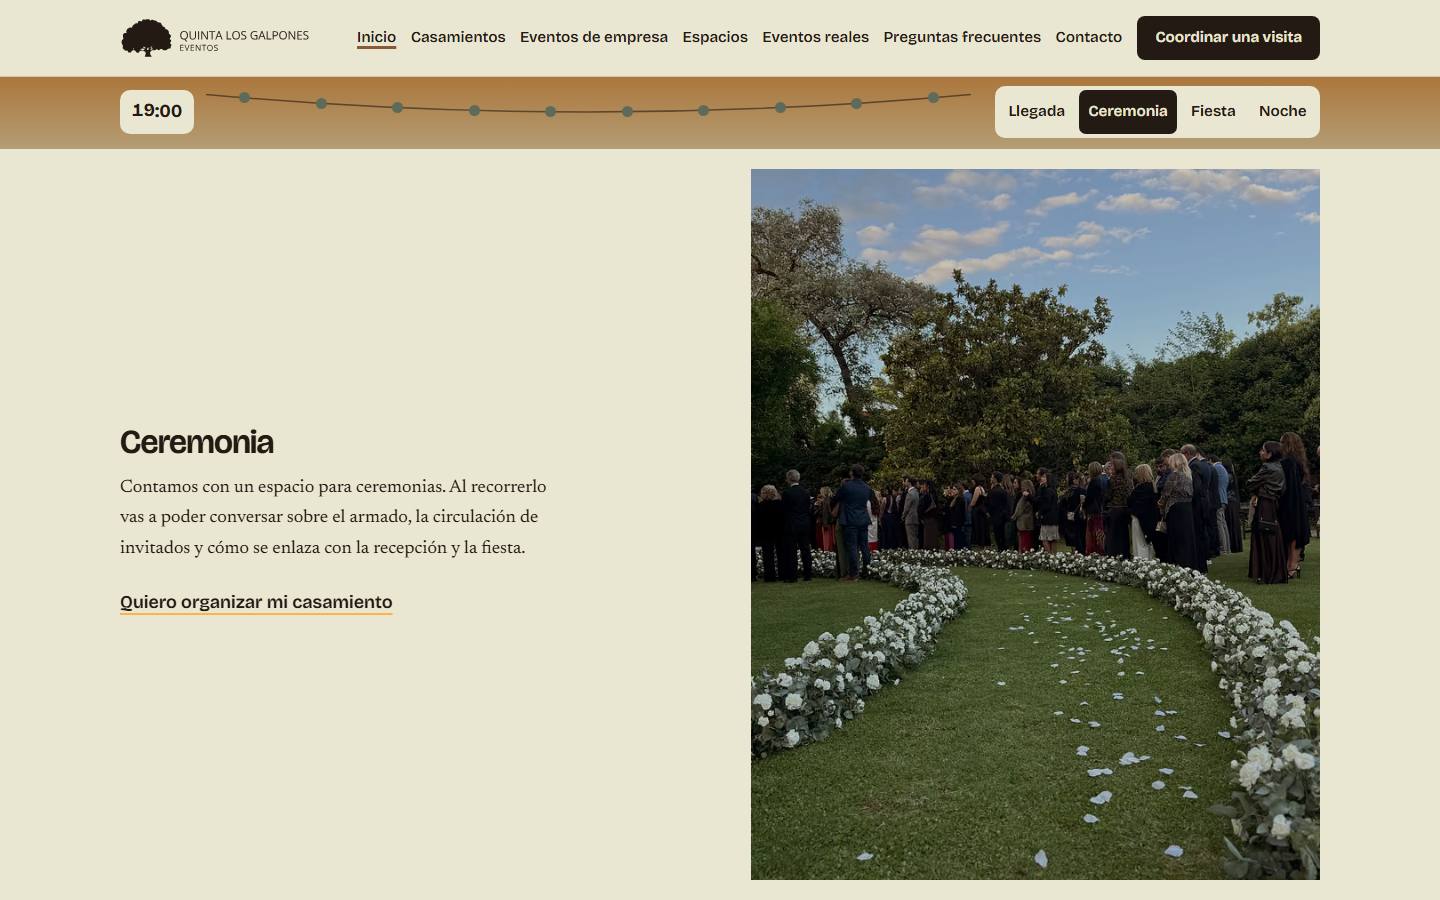 QUINTA LOS GALPONES
EVENTOS
Inicio Casamientos Eventos de empresa Espacios Eventos reales Preguntas frecuentes Contacto Coordinar una visita
19:00 Llegada Ceremonia Fiesta Noche
Ceremonia
Contamos con un espacio para ceremonias. Al recorrerlo
vas a poder conversar sobre el armado, la circulación de
invitados y cómo se enlaza con la recepción y la fiesta.
Quiero organizar mi casamiento